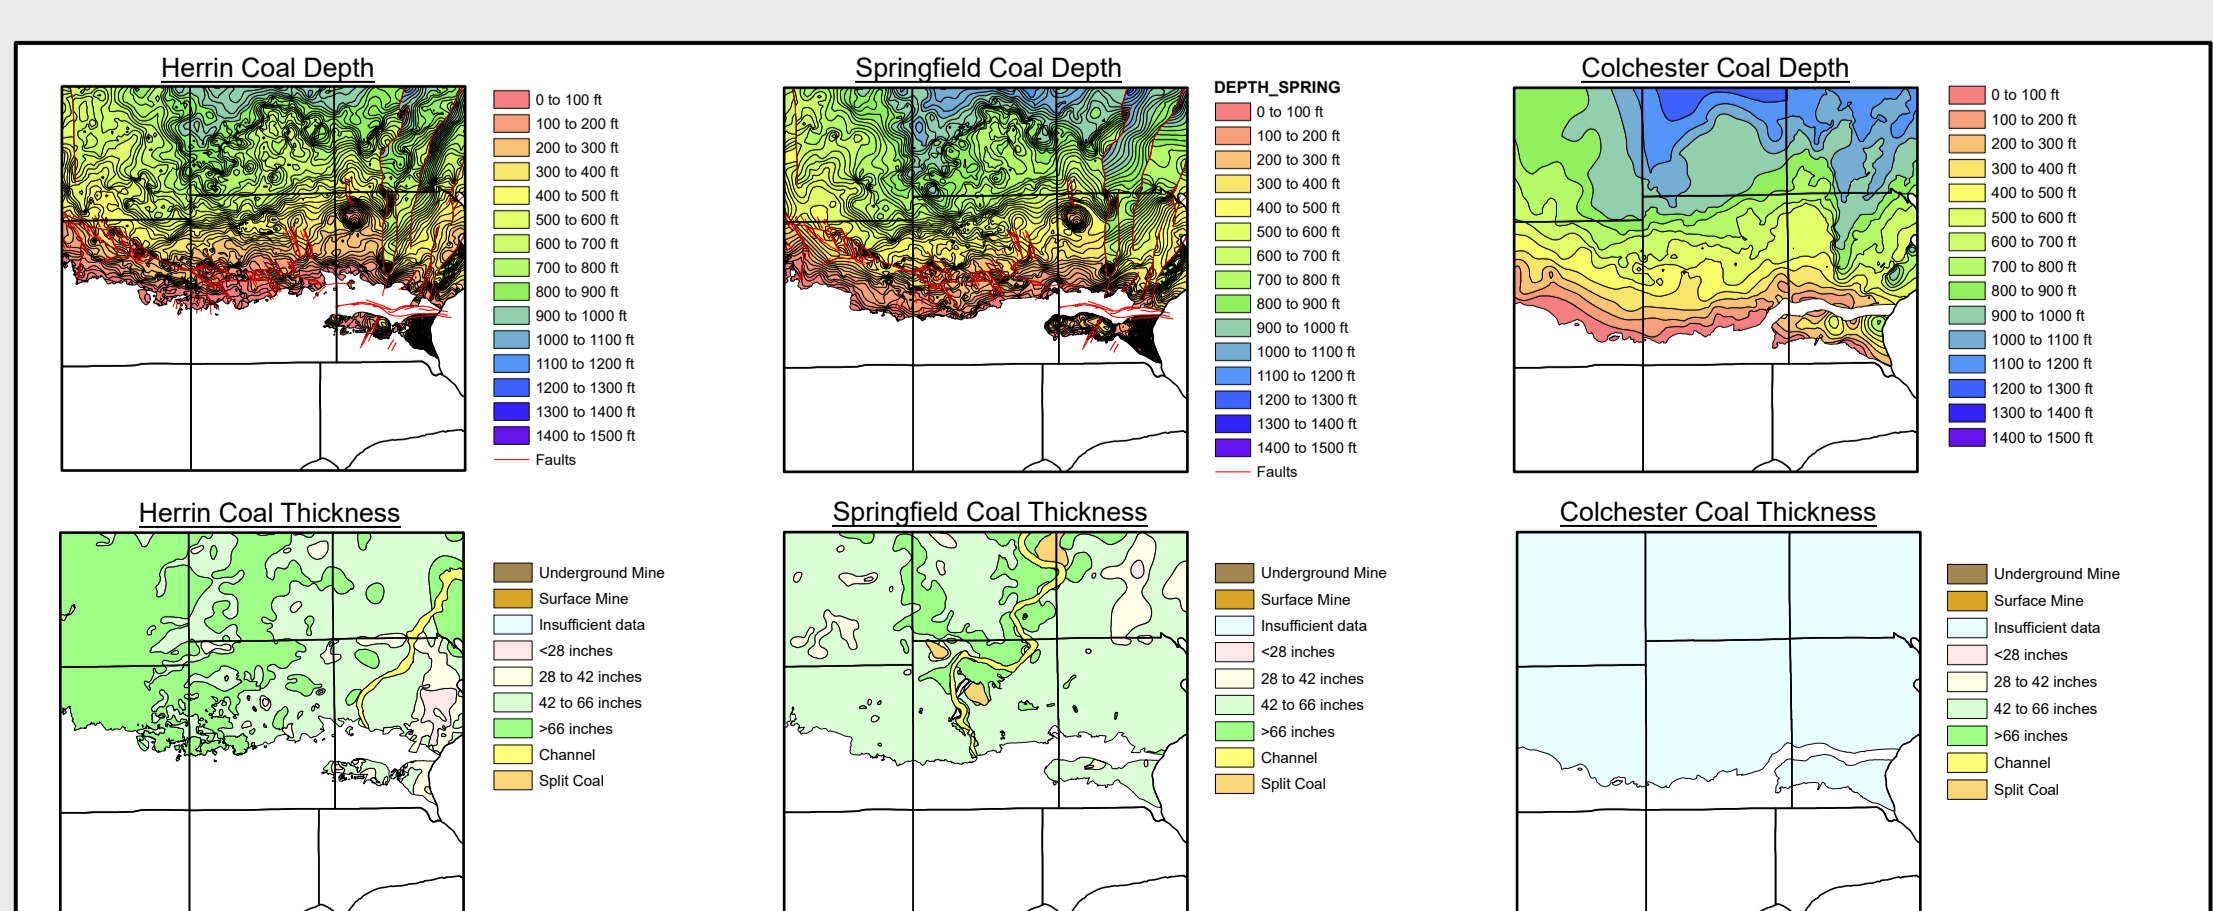 Herrin Coal Depth
0 to 100 ft
100 to 200 ft
200 to 300 ft
300 to 400 ft
400 to 500 ft
500 to 600 ft
600 to 700 ft
700 to 800 ft
800 to 900 ft
900 to 1000 ft
1000 to 1100 ft
1100 to 1200 ft
1200 to 1300 ft
1300 to 1400 ft
1400 to 1500 ft
Faults
Springfield Coal Depth
DEPTH_SPRING
0 to 100 ft
100 to 200 ft
200 to 300 ft
300 to 400 ft
400 to 500 ft
500 to 600 ft
600 to 700 ft
700 to 800 ft
800 to 900 ft
900 to 1000 ft
1000 to 1100 ft
1100 to 1200 ft
1200 to 1300 ft
1300 to 1400 ft
1400 to 1500 ft
Faults
Colchester Coal Depth
0 to 100 ft
100 to 200 ft
200 to 300 ft
300 to 400 ft
400 to 500 ft
500 to 600 ft
600 to 700 ft
700 to 800 ft
800 to 900 ft
900 to 1000 ft
1000 to 1100 ft
1100 to 1200 ft
1200 to 1300 ft
1300 to 1400 ft
1400 to 1500 ft
Herrin Coal Thickness
Underground Mine
Surface Mine
Insufficient data
<28 inches
28 to 42 inches
42 to 66 inches
>66 inches
Channel
Split Coal
Springfield Coal Thickness
Underground Mine
Surface Mine
Insufficient data
<28 inches
28 to 42 inches
42 to 66 inches
>66 inches
Channel
Split Coal
Colchester Coal Thickness
Underground Mine
Surface Mine
Insufficient data
<28 inches
28 to 42 inches
42 to 66 inches
>66 inches
Channel
Split Coal